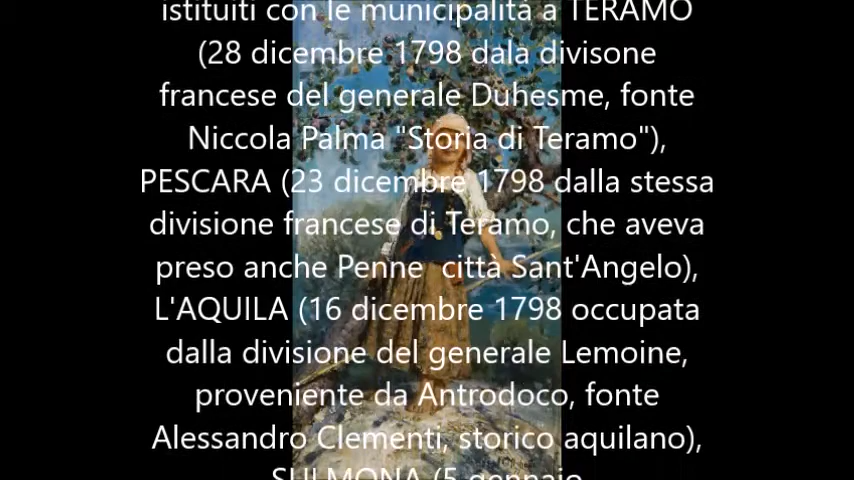 istituiti con le municipalità a TERAMO
(28 dicembre 1798 dala divisone
francese del generale Duhesme, fonte
Niccola Palma "Storia di Teramo"),
PESCARA (23 dicembre 1798 dalla stessa
divisione francese di Teramo, che aveva
preso anche Penne  città Sant'Angelo),
L'AQUILA (16 dicembre 1798 occupata
dalla divisione del generale Lemoine,
proveniente da Antrodoco, fonte
Alessandro Clementi, storico aquilano),
SULMONA (5 gennaio